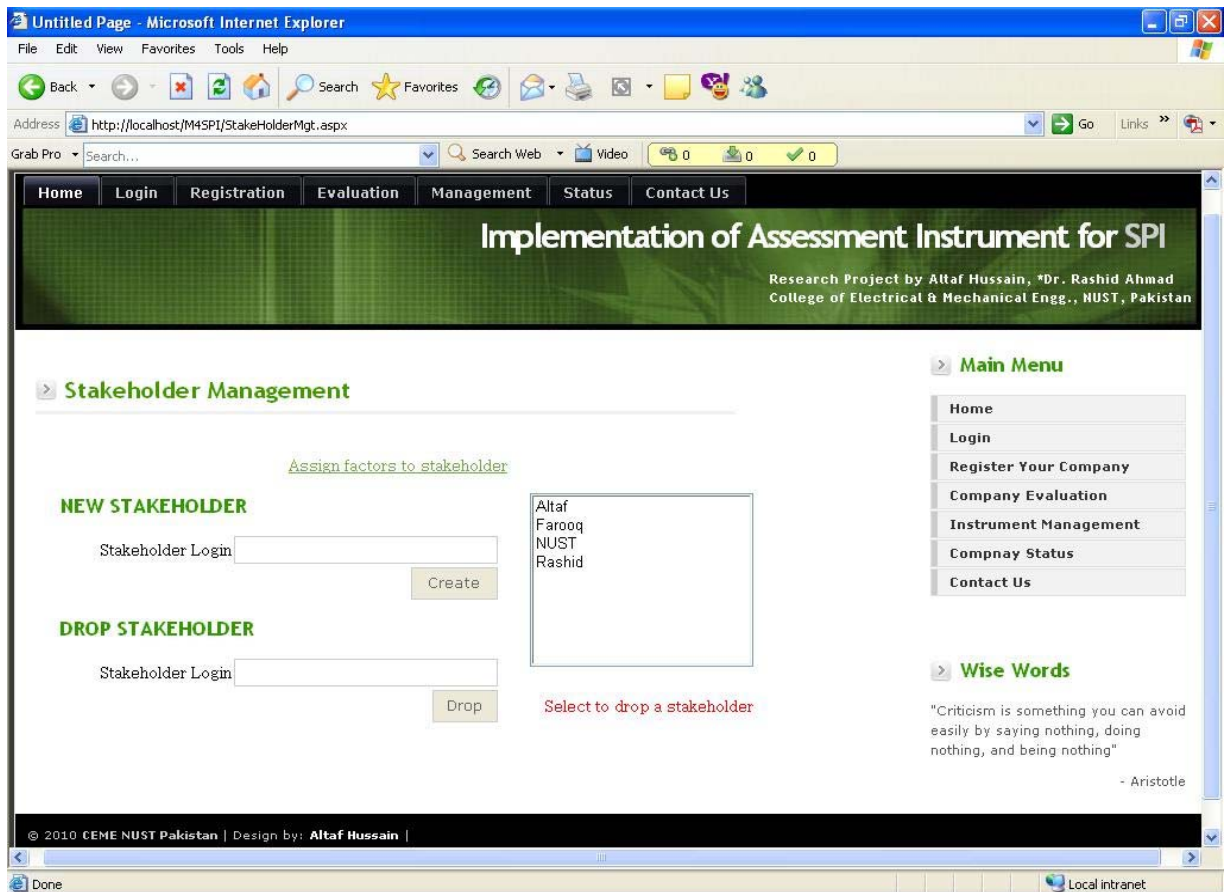 Untitled Page - Microsoft Internet Explorer
File Edit View Favorites Tools Help
Back Search Favorites
Address http://localhost/M4SPI/StakeHolderMgt.aspx Go Links »
Grab Pro Search... Search Web Video 0 0 0
Home Login Registration Evaluation Management Status Contact Us
Implementation of Assessment Instrument for SPI
Research Project by Altaf Hussain, *Dr. Rashid Ahmad
College of Electrical & Mechanical Engg., NUST, Pakistan
Stakeholder Management
Assign factors to stakeholder
NEW STAKEHOLDER
Stakeholder Login
Create
DROP STAKEHOLDER
Stakeholder Login
Drop
Altaf
Farooq
NUST
Rashid
Select to drop a stakeholder
Main Menu
Home
Login
Register Your Company
Company Evaluation
Instrument Management
Compnay Status
Contact Us
Wise Words
"Criticism is something you can avoid
easily by saying nothing, doing
nothing, and being nothing"
- Aristotle
© 2010 CEME NUST Pakistan | Design by: Altaf Hussain |
Done Local intranet